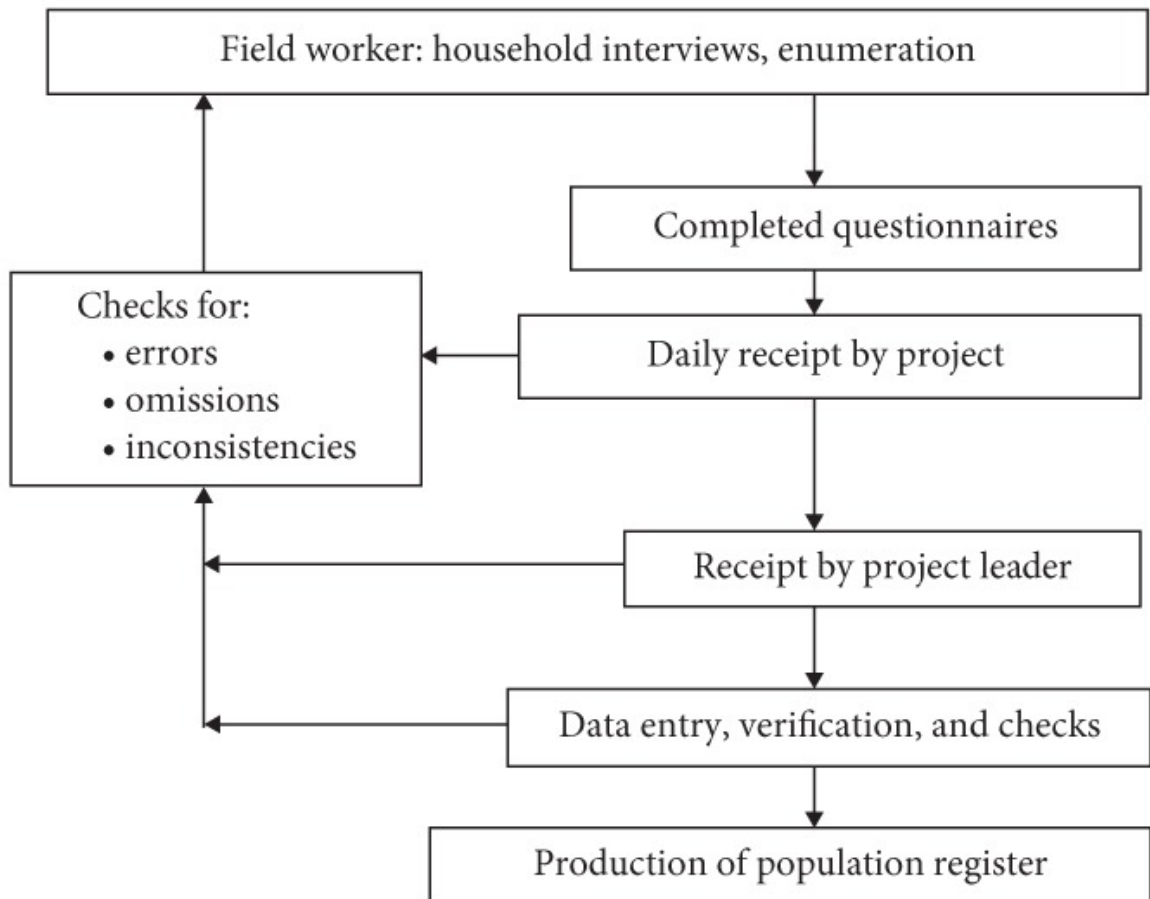 Field worker: household interviews, enumeration
Completed questionnaires
Checks for:
• errors
• omissions
• inconsistencies
Daily receipt by project
Receipt by project leader
Data entry, verification, and checks
Production of population register